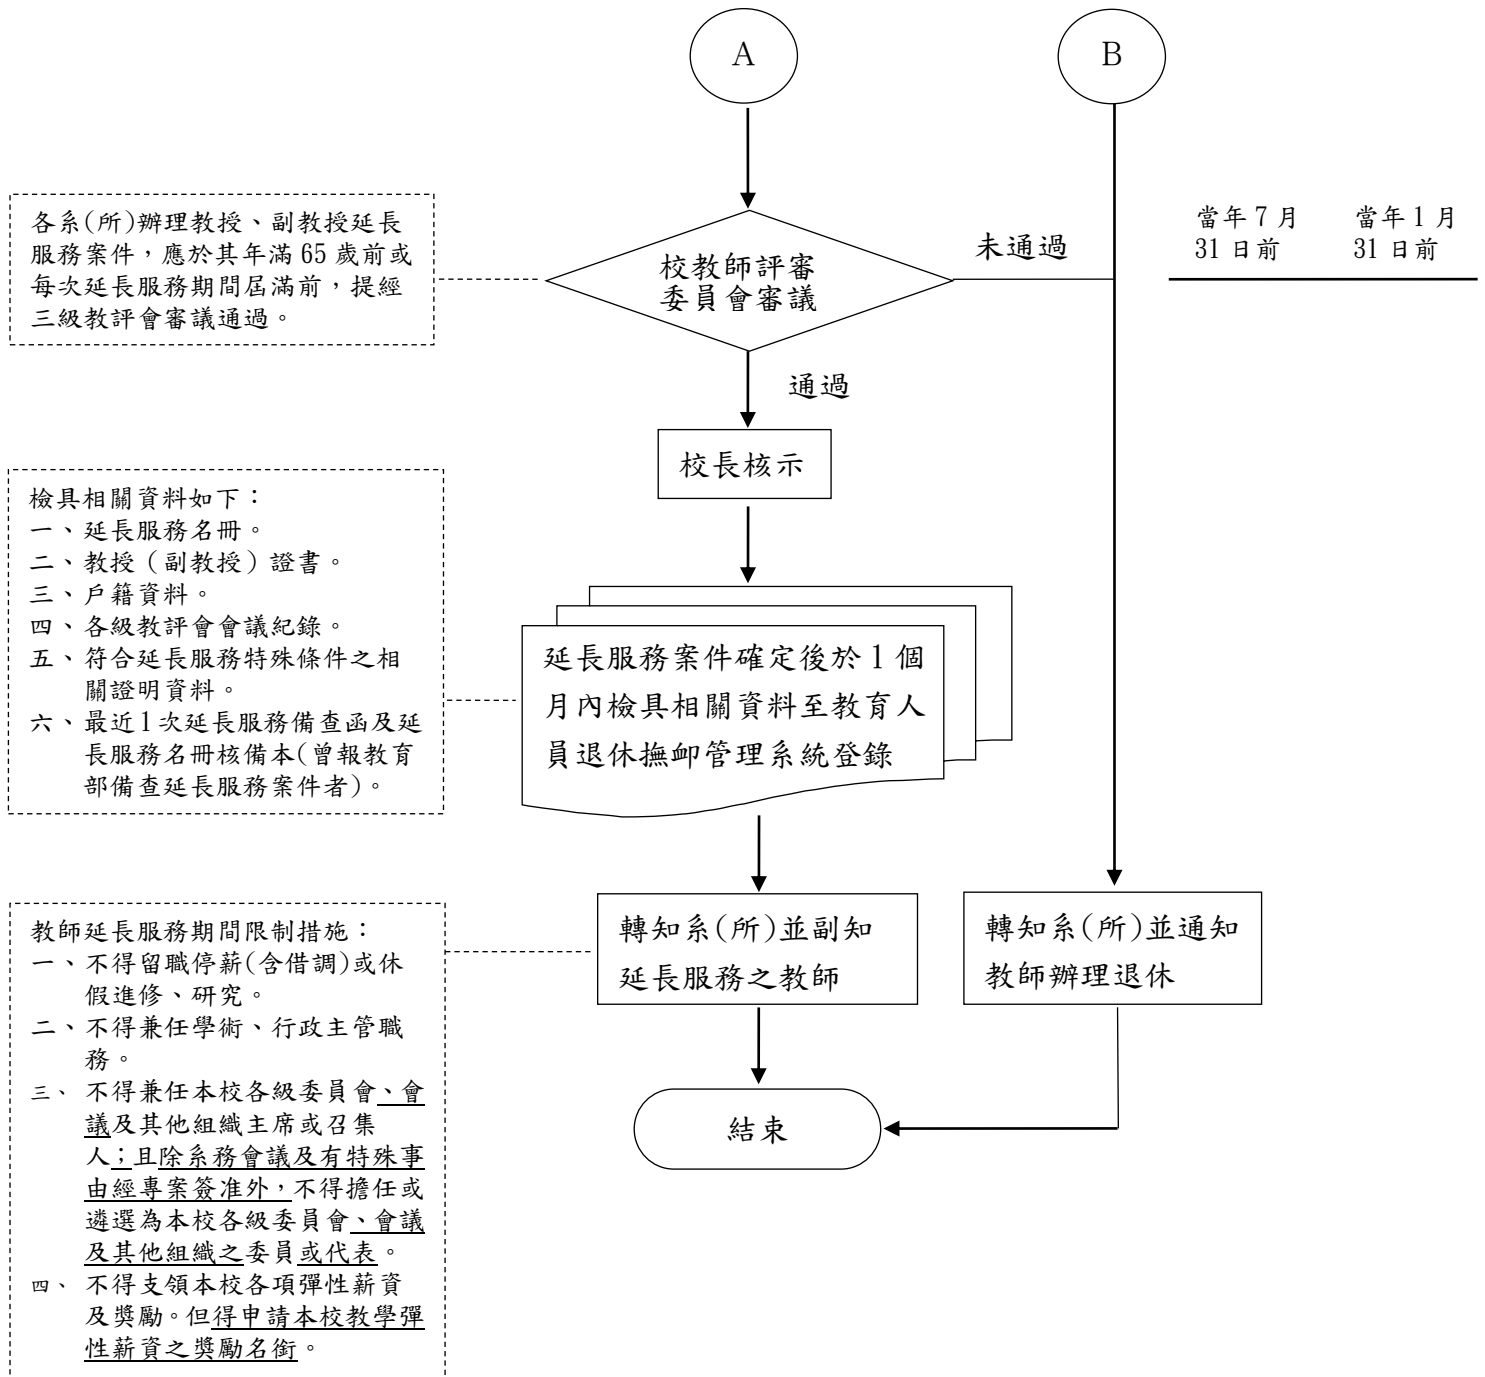 A
B
各系(所)辦理教授、副教授延長
服務案件，應於其年滿 65 歲前或
每次延長服務期間屆滿前，提經
三級教評會審議通過。
校教師評審
委員會審議
未通過
當年 7 月
31 日前
當年 1 月
31 日前
通過
校長核示
檢具相關資料如下：
一、延長服務名冊。
二、教授（副教授）證書。
三、戶籍資料。
四、各級教評會會議紀錄。
五、符合延長服務特殊條件之相
關證明資料。
六、最近1次延長服務備查函及延
長服務名冊核備本(曾報教育
部備查延長服務案件者)。
延長服務案件確定後於 1 個
月內檢具相關資料至教育人
員退休撫卹管理系統登錄
教師延長服務期間限制措施：
一、不得留職停薪(含借調)或休
假進修、研究。
二、不得兼任學術、行政主管職
務。
三、不得兼任本校各級委員會、會
議及其他組織主席或召集
人；且除系務會議及有特殊事
由經專案簽准外，不得擔任或
遴選為本校各級委員會、會議
及其他組織之委員或代表。
四、不得支領本校各項彈性薪資
及獎勵。但得申請本校教學彈
性薪資之獎勵名銜。
轉知系(所)並副知
延長服務之教師
轉知系(所)並通知
教師辦理退休
結束